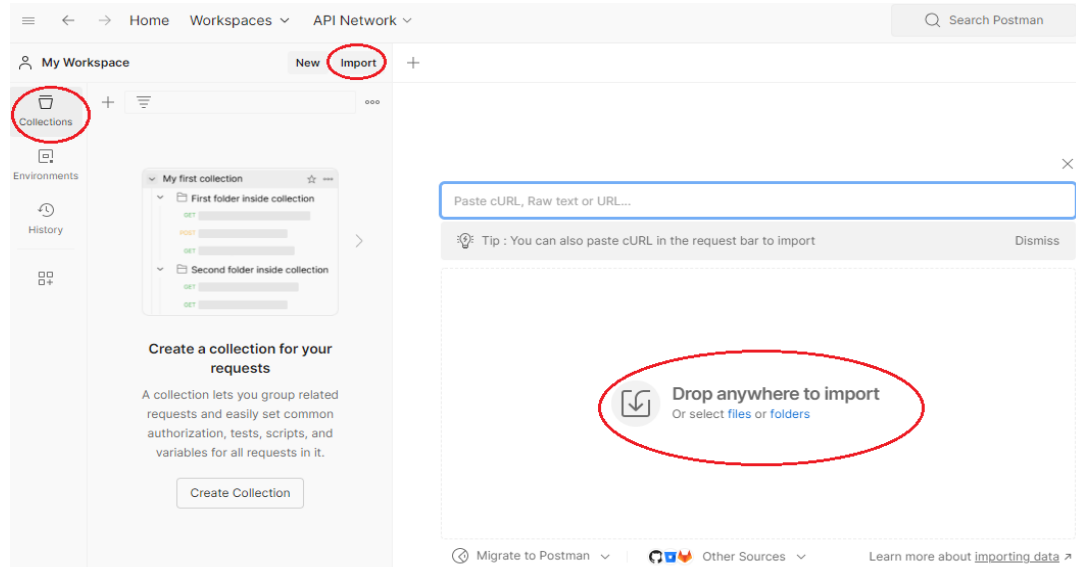 Home Workspaces API Network Search Postman
My Workspace New Import
Collections
Environments
History
My first collection
First folder inside collection
GET
POST
GET
Second folder inside collection
GET
GET
Create a collection for your
requests
A collection lets you group related
requests and easily set common
authorization, tests, scripts, and
variables for all requests in it.
Create Collection
Paste cURL, Raw text or URL...
Tip : You can also paste cURL in the request bar to import Dismiss
Drop anywhere to import
Or select files or folders
Migrate to Postman Other Sources Learn more about importing data